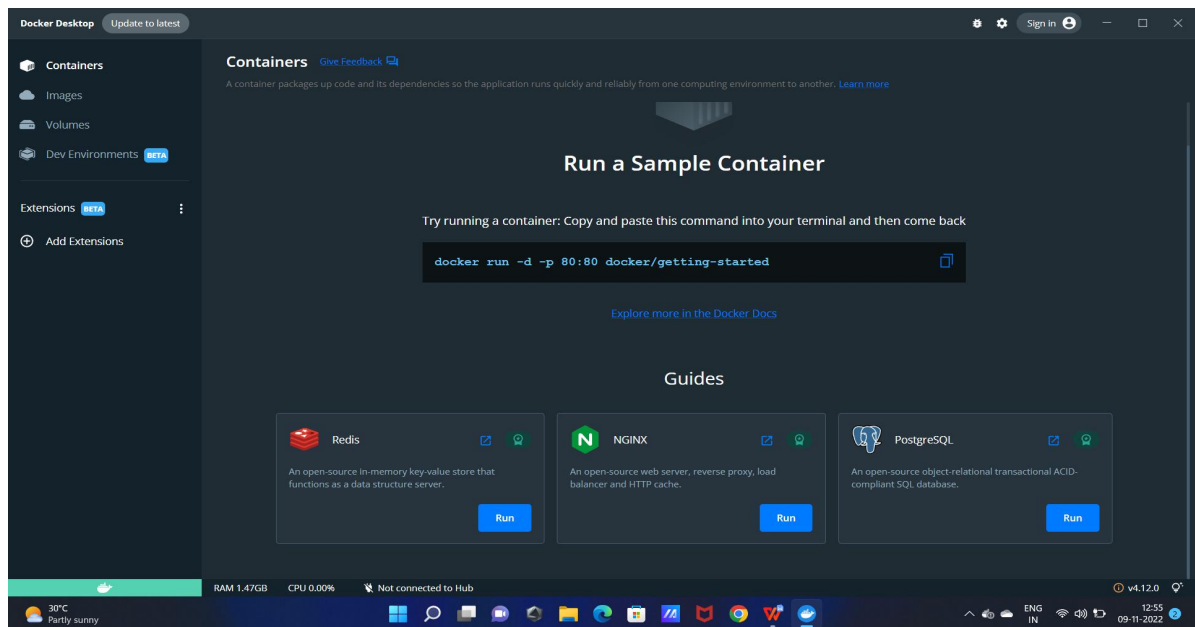 Docker Desktop Update to latest
Sign in
Containers
Images
Volumes
Dev Environments BETA
Extensions BETA
Add Extensions
Containers Give Feedback
A container packages up code and its dependencies so the application runs quickly and reliably from one computing environment to another. Learn more
Run a Sample Container
Try running a container: Copy and paste this command into your terminal and then come back
docker run -d -p 80:80 docker/getting-started
Explore more in the Docker Docs
Guides
Redis
An open-source in-memory key-value store that
functions as a data structure server.
Run
NGINX
An open-source web server, reverse proxy, load
balancer and HTTP cache.
Run
PostgreSQL
An open-source object-relational transactional ACID-
compliant SQL database.
Run
RAM 1.47GB CPU 0.00% Not connected to Hub
v4.12.0
30°C
Partly sunny
ENG
IN
12:55
09-11-2022
2